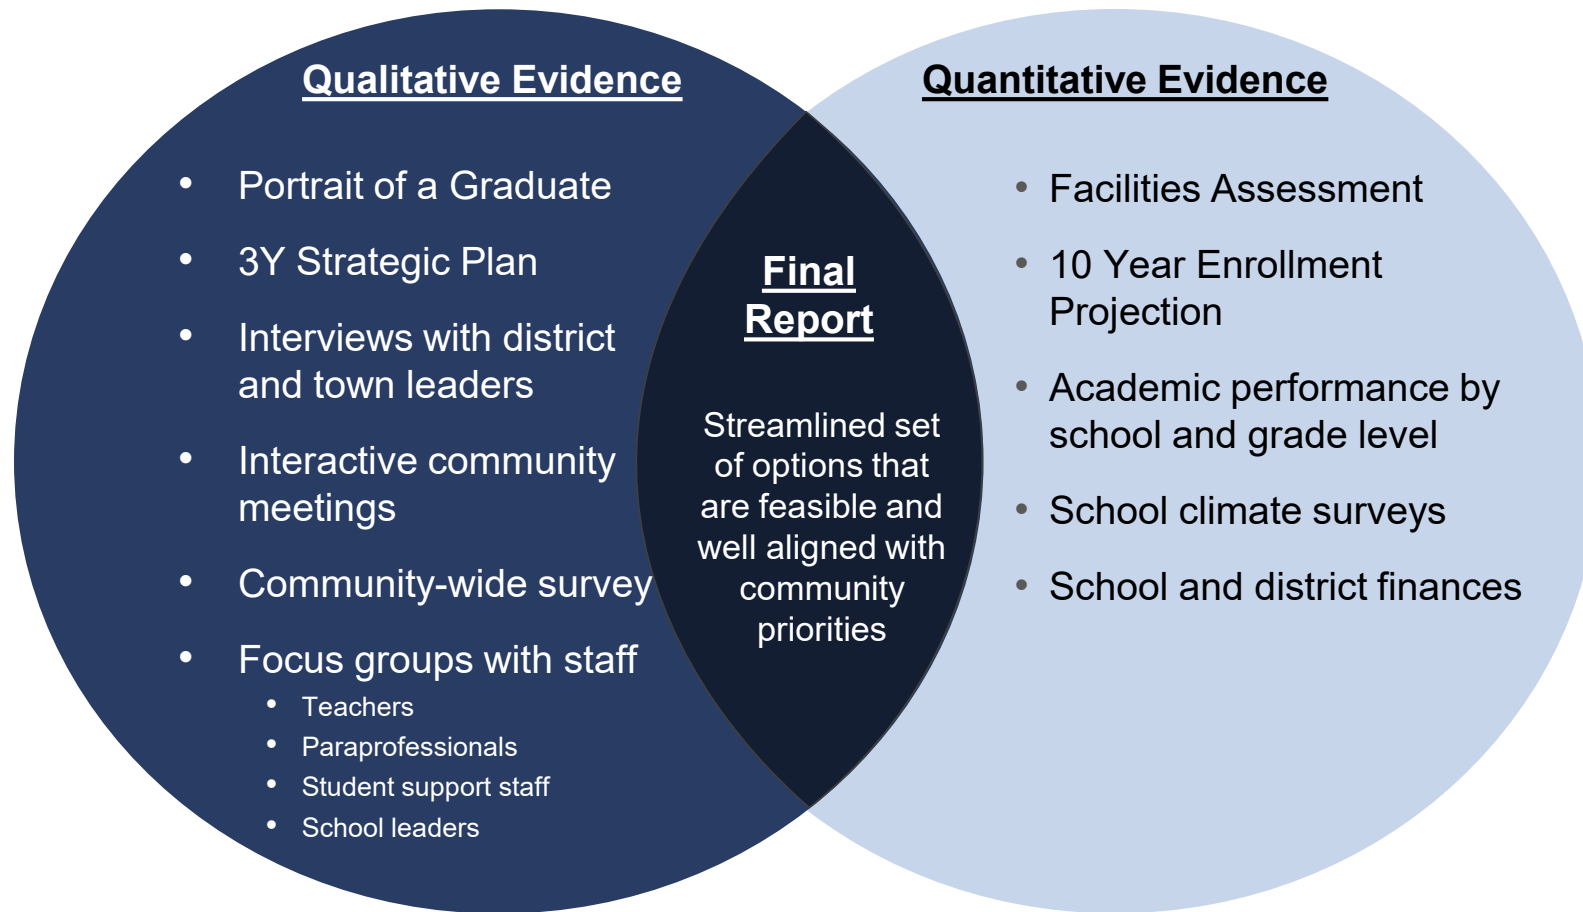 Qualitative Evidence
• Portrait of a Graduate
• 3Y Strategic Plan
• Interviews with district
and town leaders
• Interactive community
meetings
• Community-wide survey
• Focus groups with staff
• Teachers
• Paraprofessionals
• Student support staff
• School leaders
Final
Report
Streamlined set
of options that
are feasible and
well aligned with
community
priorities
Quantitative Evidence
• Facilities Assessment
• 10 Year Enrollment
Projection
• Academic performance by
school and grade level
• School climate surveys
• School and district finances